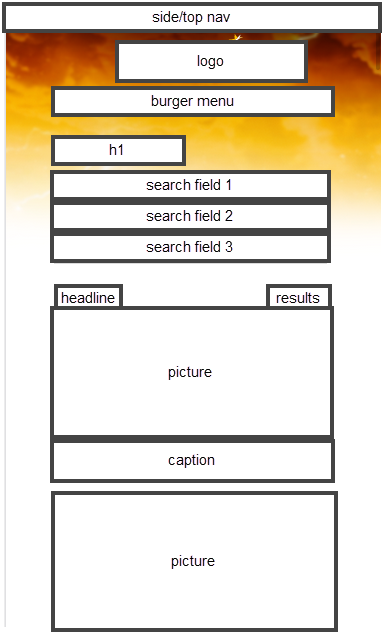 side/top nav
logo
burger menu
h1
search field 1
search field 2
search field 3
headline
results
picture
caption
picture